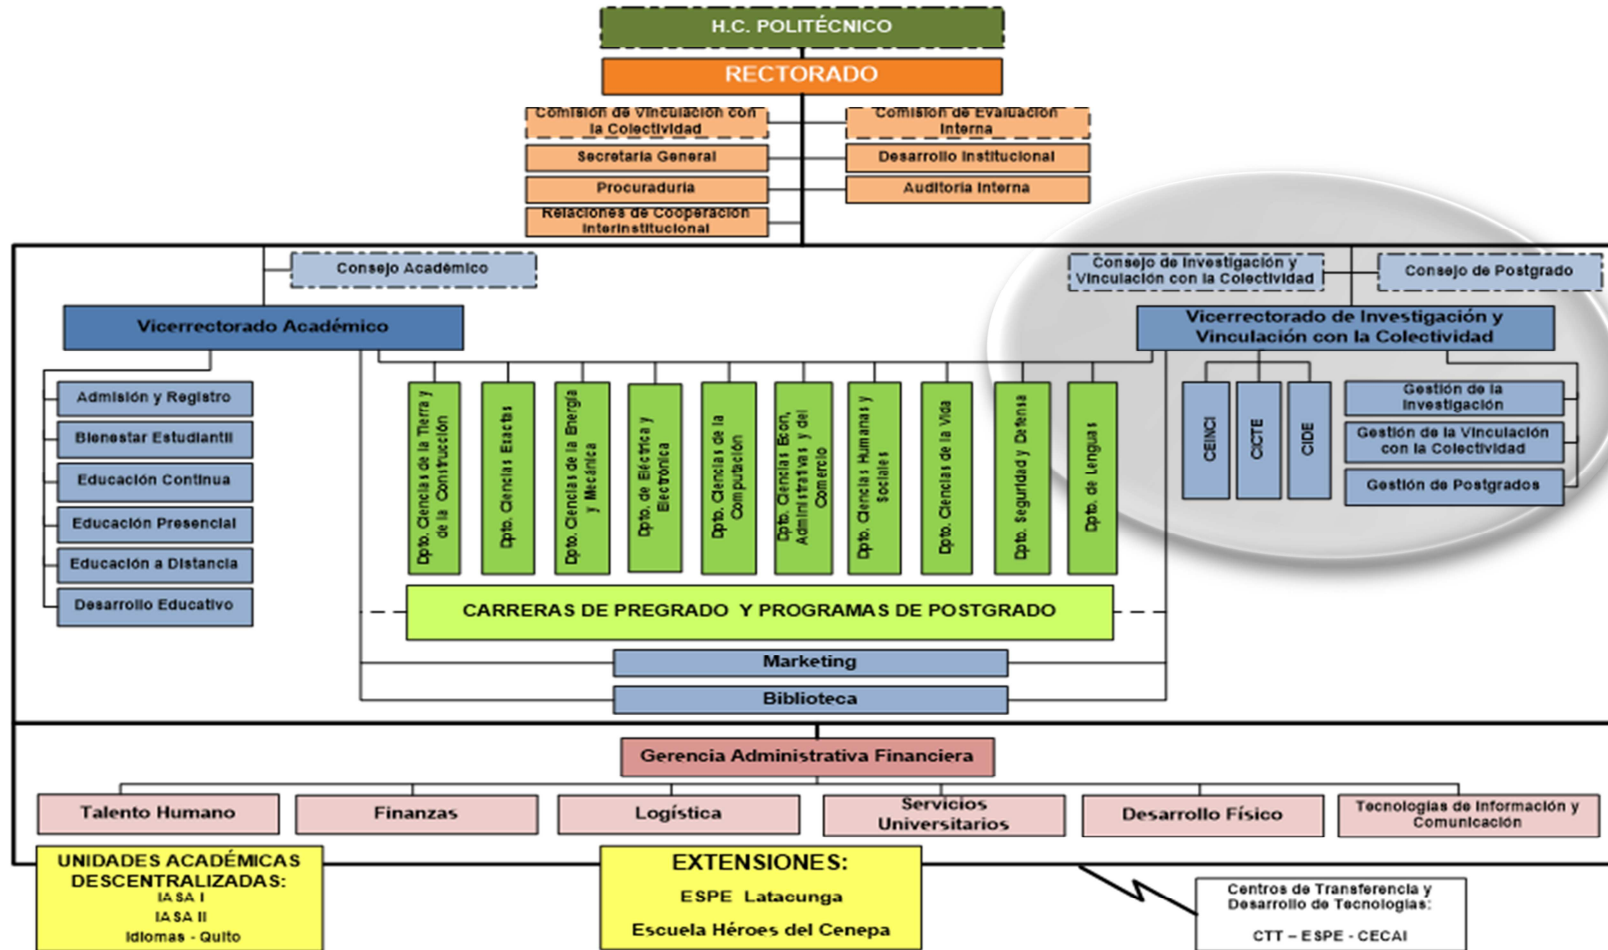 H.C. POLITÉCNICO
RECTORADO
Comisión de Vinculación con
la Colectividad
Comisión de Evaluación
Interna
Secretaría General
Desarrollo Institucional
Procuraduría
Auditoría Interna
Relaciones de Cooperación
Interinstitucional
Consejo Académico
Consejo de Investigación y
Vinculación con la Colectividad
Consejo de Postgrado
Vicerrectorado Académico
Vicerrectorado de Investigación y
Vinculación con la Colectividad
Admisión y Registro
Bienestar Estudiantil
Educación Continua
Educación Presencial
Educación a Distancia
Desarrollo Educativo
Dpto. Ciencias de la Tierra y
de la Construcción
Dpto. Ciencias Exactas
Dpto. Ciencias de la Energía
y Mecánica
Dpto. de Eléctrica y
Electrónica
Dpto. Ciencias de la
Computación
Dpto. Ciencias Econ,
Administrativas y del
Comercio
Dpto. Ciencias Humanas y
Sociales
Dpto. Ciencias de la Vida
Dpto. Seguridad y Defensa
Dpto. de Lenguas
CEINCI
CICTE
CIDE
Gestión de la
Investigación
Gestión de la Vinculación
con la Colectividad
Gestión de Postgrados
CARRERAS DE PREGRADO Y PROGRAMAS DE POSTGRADO
Marketing
Biblioteca
Gerencia Administrativa Financiera
Talento Humano
Finanzas
Logística
Servicios
Universitarios
Desarrollo Físico
Tecnologías de Información y
Comunicación
UNIDADES ACADÉMICAS
DESCENTRALIZADAS:
IASA I
IASA II
Idiomas - Quito
EXTENSIONES:
ESPE Latacunga
Escuela Héroes del Cenepa
Centros de Transferencia y
Desarrollo de Tecnologías:
CTT – ESPE - CECAI